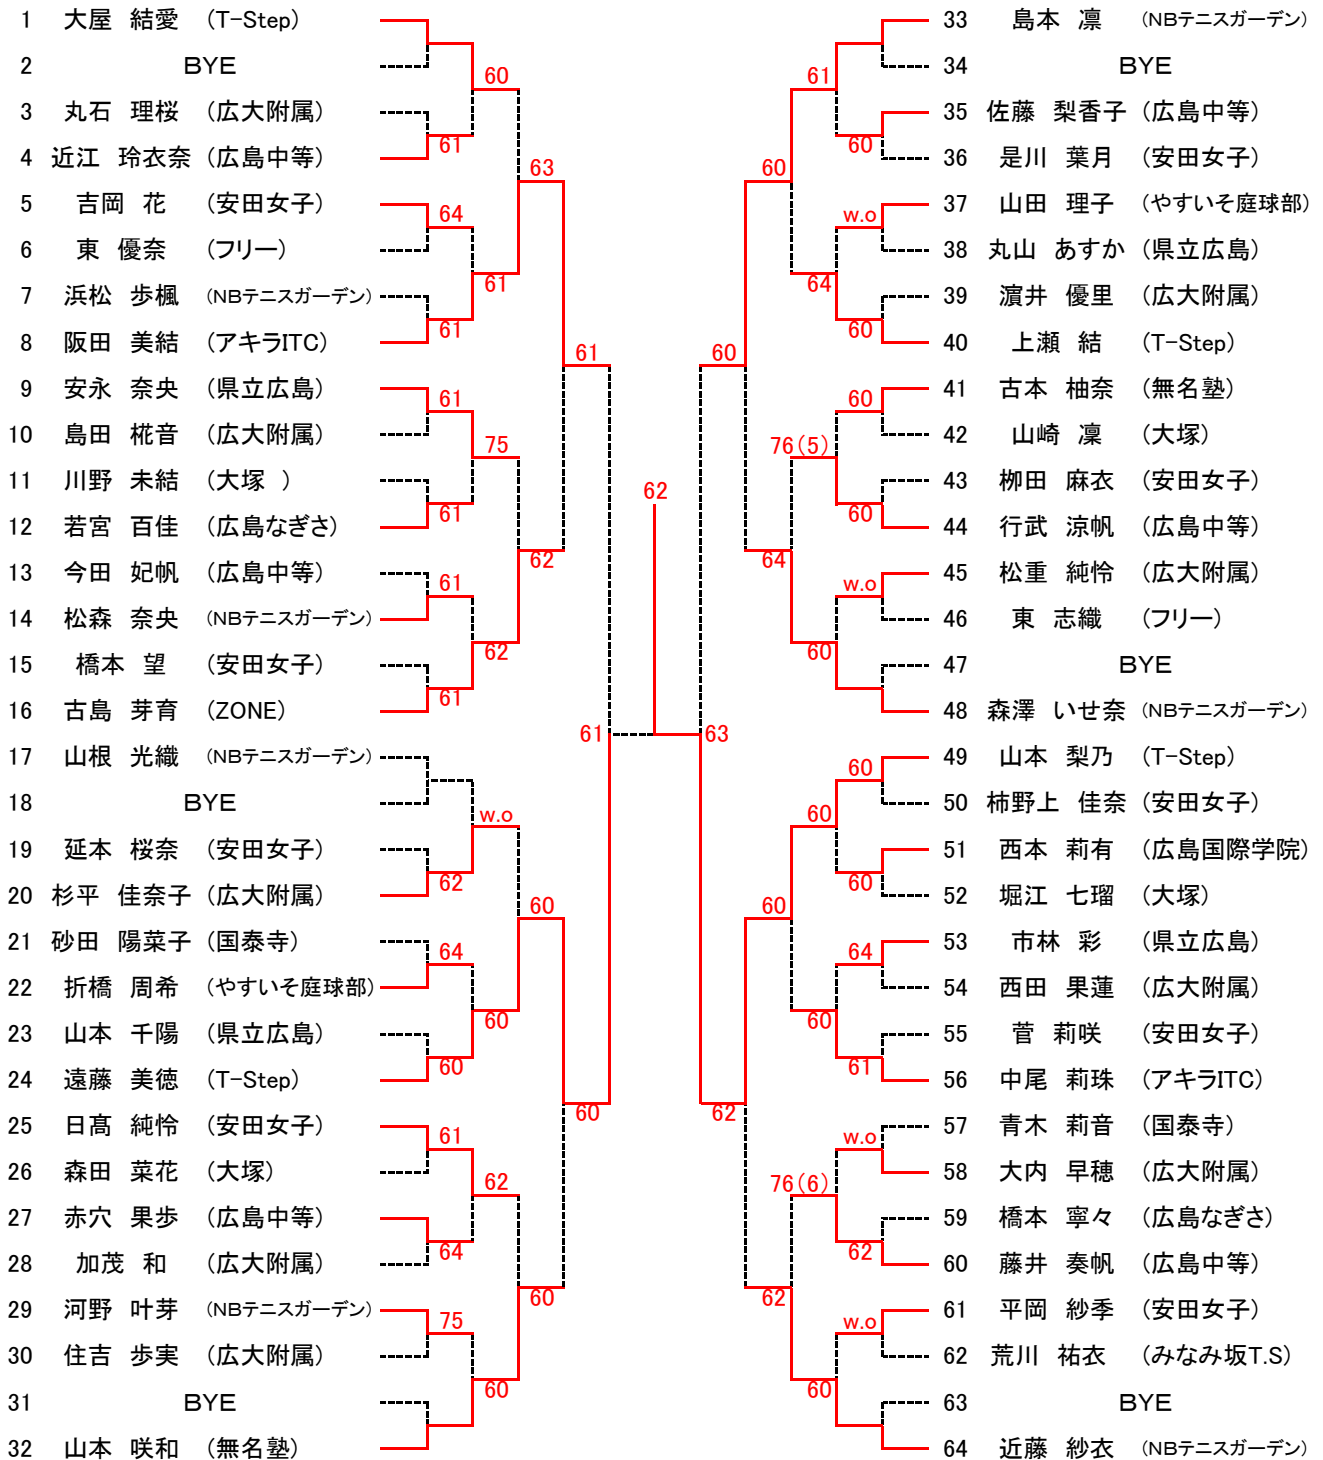 1 大屋 結愛 (T-Step)
2 BYE
60
3 丸石 理桜 (広大附属)
61
4 近江 玲衣奈 (広島中等)
63
5 吉岡 花 (安田女子)
64
6 東 優奈 (フリー)
61
7 浜松 歩楓 (NBテニスガーデン)
61
8 阪田 美結 (アキラITC)
61
9 安永 奈央 (県立広島)
61
10 島田 椛音 (広大附属)
75
11 川野 未結 (大塚 )
61
12 若宮 百佳 (広島なぎさ)
62
13 今田 妃帆 (広島中等)
61
14 松森 奈央 (NBテニスガーデン)
62
15 橋本 望 (安田女子)
61
16 古島 芽育 (ZONE)
61
17 山根 光織 (NBテニスガーデン)
18 BYE
w.o
19 延本 桜奈 (安田女子)
62
20 杉平 佳奈子 (広大附属)
60
21 砂田 陽菜子 (国泰寺)
64
22 折橋 周希 (やすいそ庭球部)
60
23 山本 千陽 (県立広島)
60
24 遠藤 美徳 (T-Step)
60
25 日髙 純怜 (安田女子)
61
26 森田 菜花 (大塚)
62
27 赤穴 果歩 (広島中等)
64
28 加茂 和 (広大附属)
60
29 河野 叶芽 (NBテニスガーデン)
75
30 住吉 歩実 (広大附属)
60
31 BYE
32 山本 咲和 (無名塾)
62
33 島本 凛 (NBテニスガーデン)
61
34 BYE
35 佐藤 梨香子 (広島中等)
60
36 是川 葉月 (安田女子)
60
37 山田 理子 (やすいそ庭球部)
w.o
38 丸山 あすか (県立広島)
64
39 濵井 優里 (広大附属)
60
40 上瀬 結 (T-Step)
60
41 古本 柚奈 (無名塾)
60
42 山崎 凜 (大塚)
76(5)
43 栁田 麻衣 (安田女子)
60
44 行武 涼帆 (広島中等)
64
45 松重 純怜 (広大附属)
w.o
46 東 志織 (フリー)
60
47 BYE
48 森澤 いせ奈 (NBテニスガーデン)
63
49 山本 梨乃 (T-Step)
60
50 柿野上 佳奈 (安田女子)
60
51 西本 莉有 (広島国際学院)
60
52 堀江 七瑠 (大塚)
60
53 市林 彩 (県立広島)
64
54 西田 果蓮 (広大附属)
60
55 菅 莉咲 (安田女子)
61
56 中尾 莉珠 (アキラITC)
62
57 青木 莉音 (国泰寺)
w.o
58 大内 早穂 (広大附属)
76(6)
59 橋本 寧々 (広島なぎさ)
62
60 藤井 奏帆 (広島中等)
62
61 平岡 紗季 (安田女子)
w.o
62 荒川 祐衣 (みなみ坂T.S)
60
63 BYE
64 近藤 紗衣 (NBテニスガーデン)